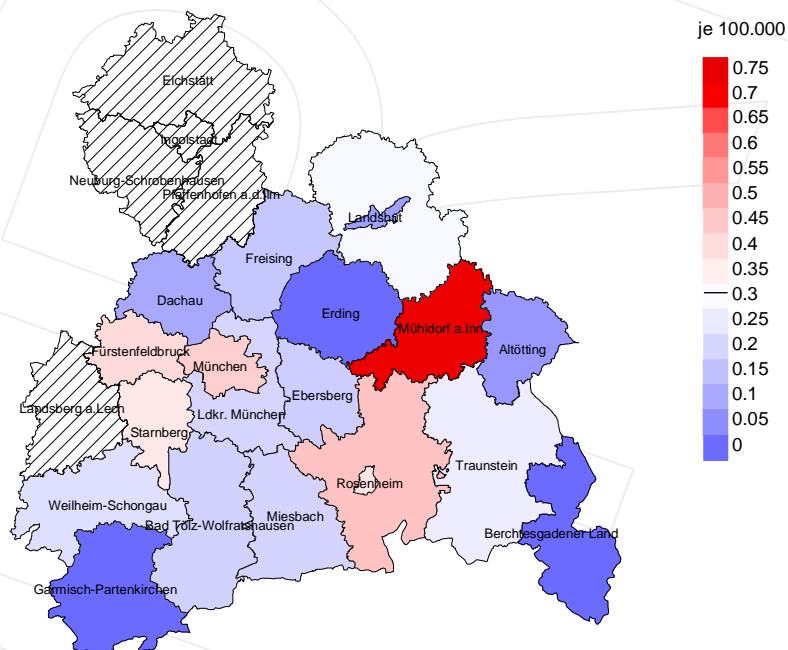 je 100.000
0.75
0.7
0.65
0.6
0.55
0.5
0.45
0.4
0.35
0.3
0.25
0.2
0.15
0.1
0.05
0
Eichstätt
Ingolstadt
Neuburg-Schrobenhausen
Pfaffenhofen a.d.Ilm
Landshut
Freising
Dachau
Erding
Mühldorf a.Inn
Altötting
Fürstenfeldbruck
München
Ebersberg
Landsberg a.Lech
Ldkr. München
Starnberg
Traunstein
Rosenheim
Weilheim-Schongau
Miesbach
Bad Tölz-Wolfratshausen
Berchtesgadener Land
Garmisch-Partenkirchen